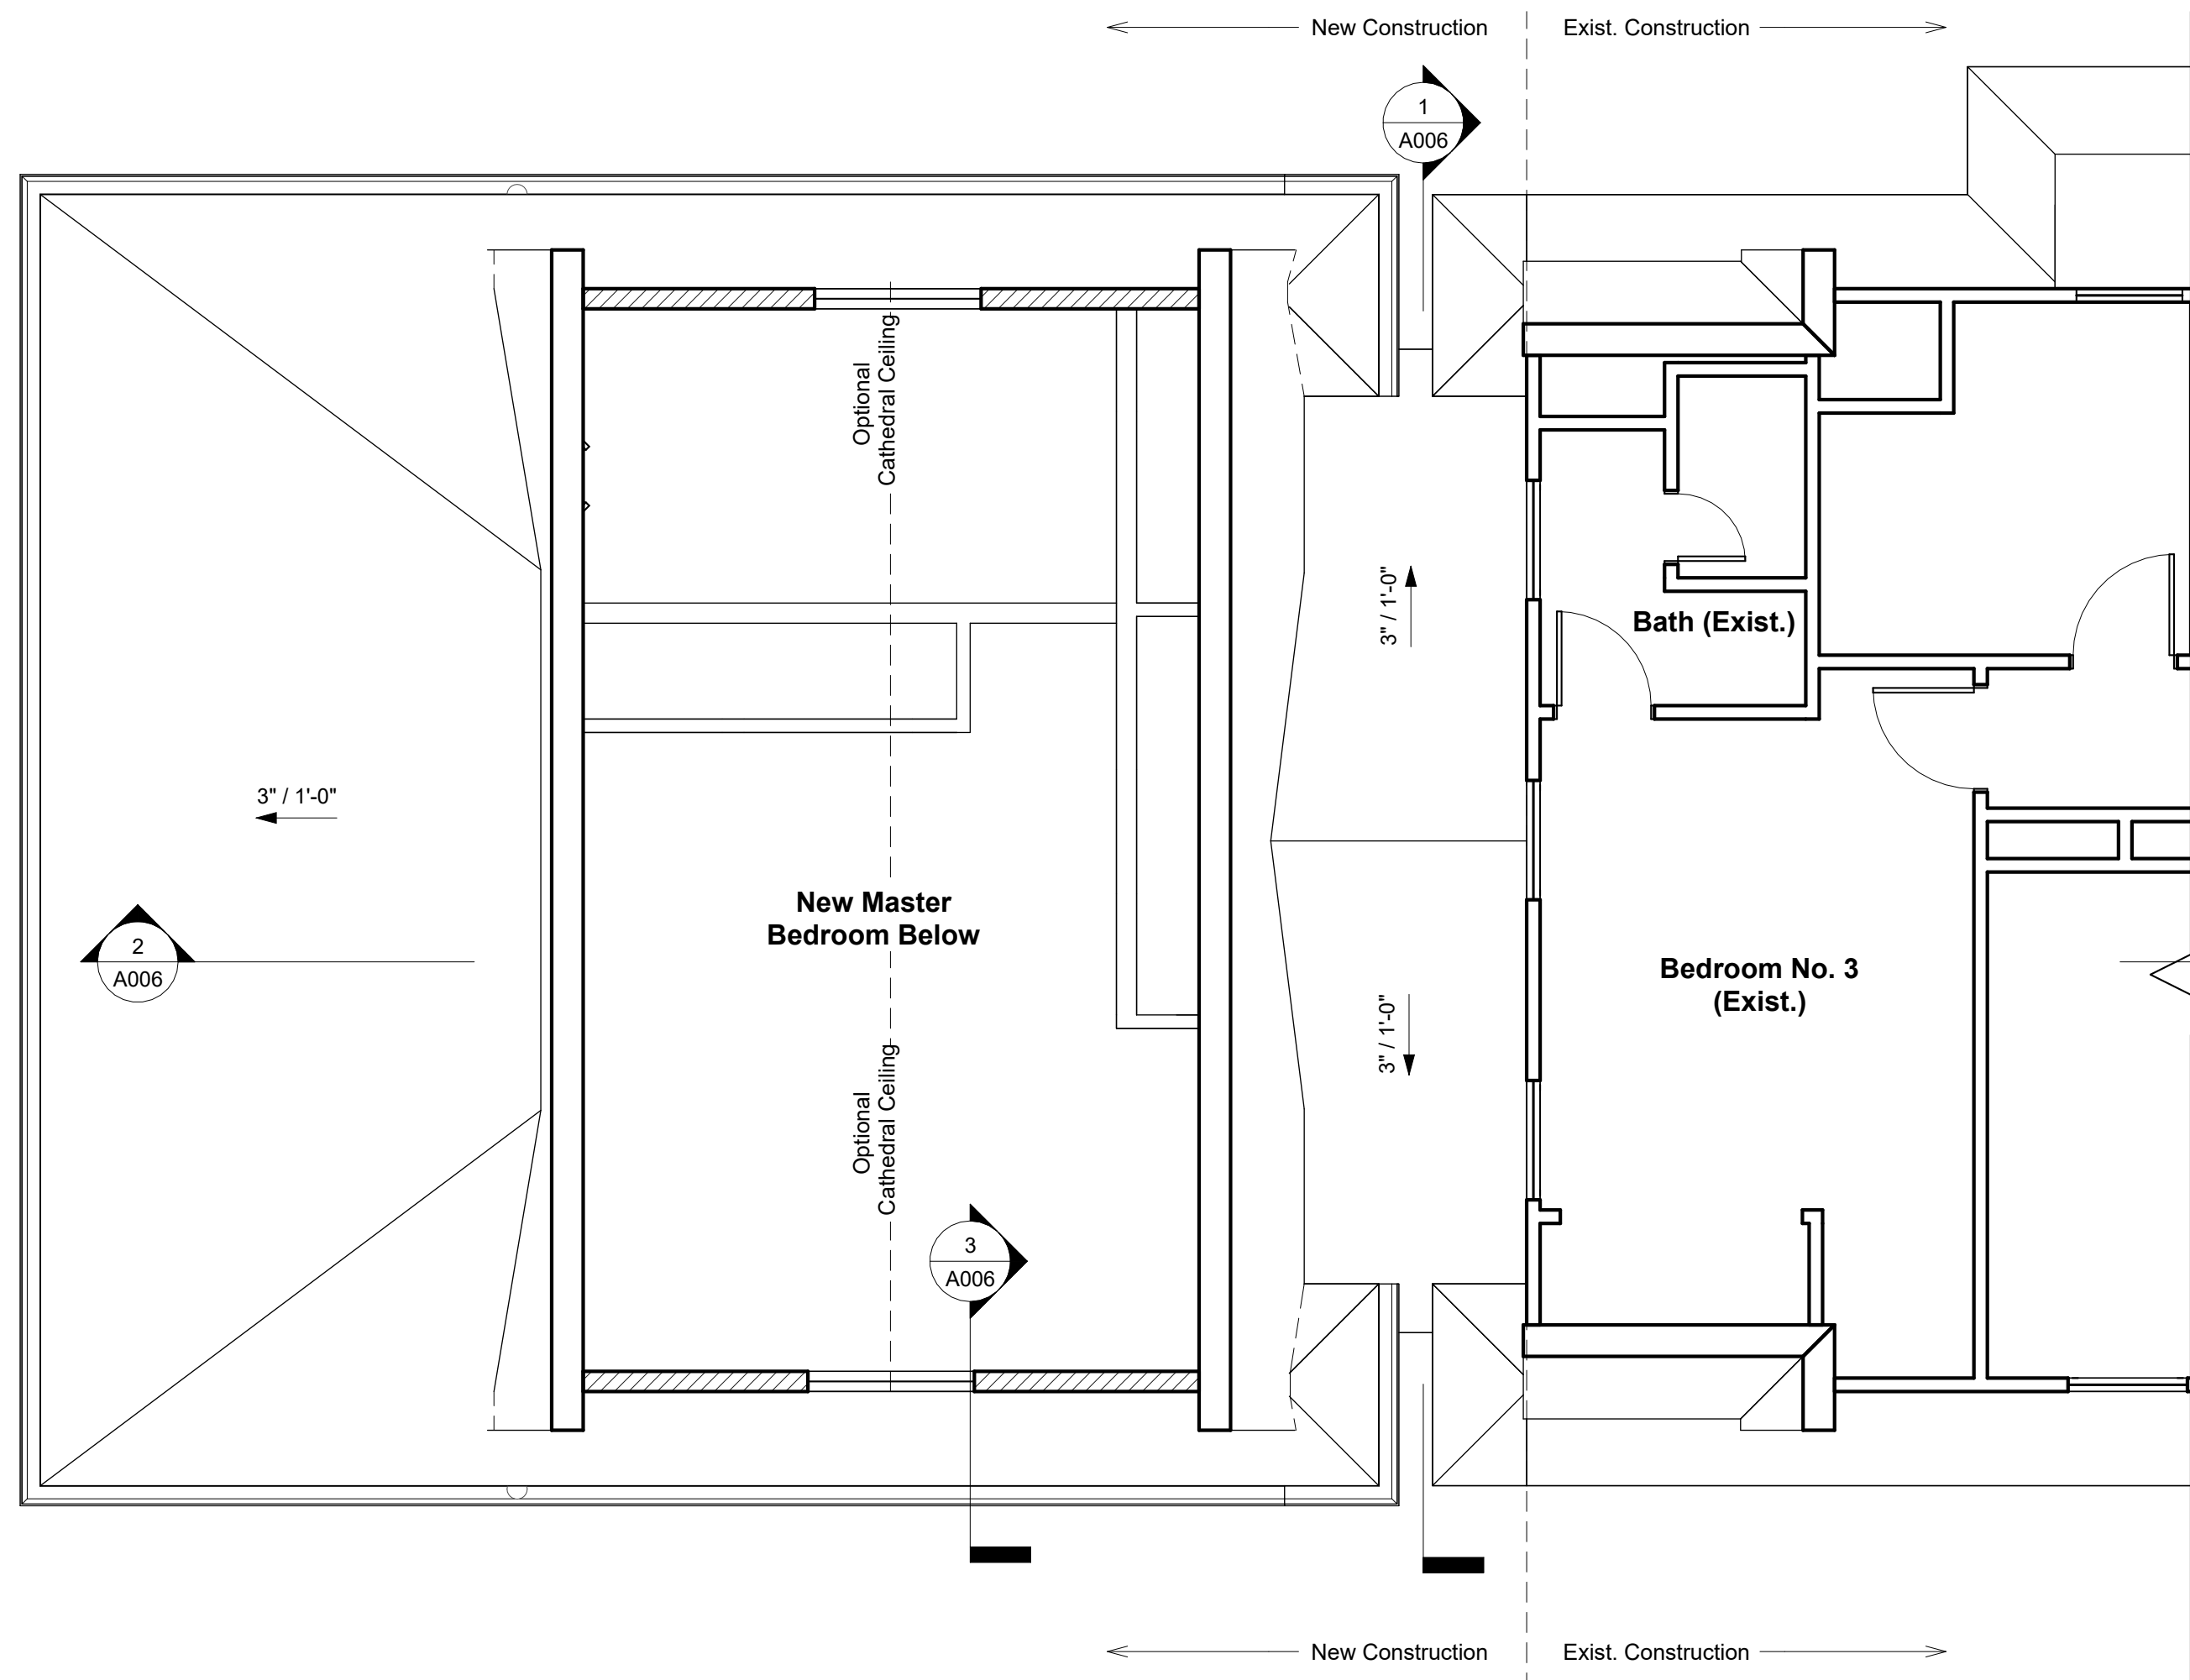 New Construction
Exist. Construction
1
A006
Optional
Cathedral Ceiling
3" / 1'-0"
Bath (Exist.)
3" / 1'-0"
New Master
Bedroom Below
2
A006
Bedroom No. 3
(Exist.)
3" / 1'-0"
Optional
Cathedral Ceiling
3
A006
New Construction
Exist. Construction